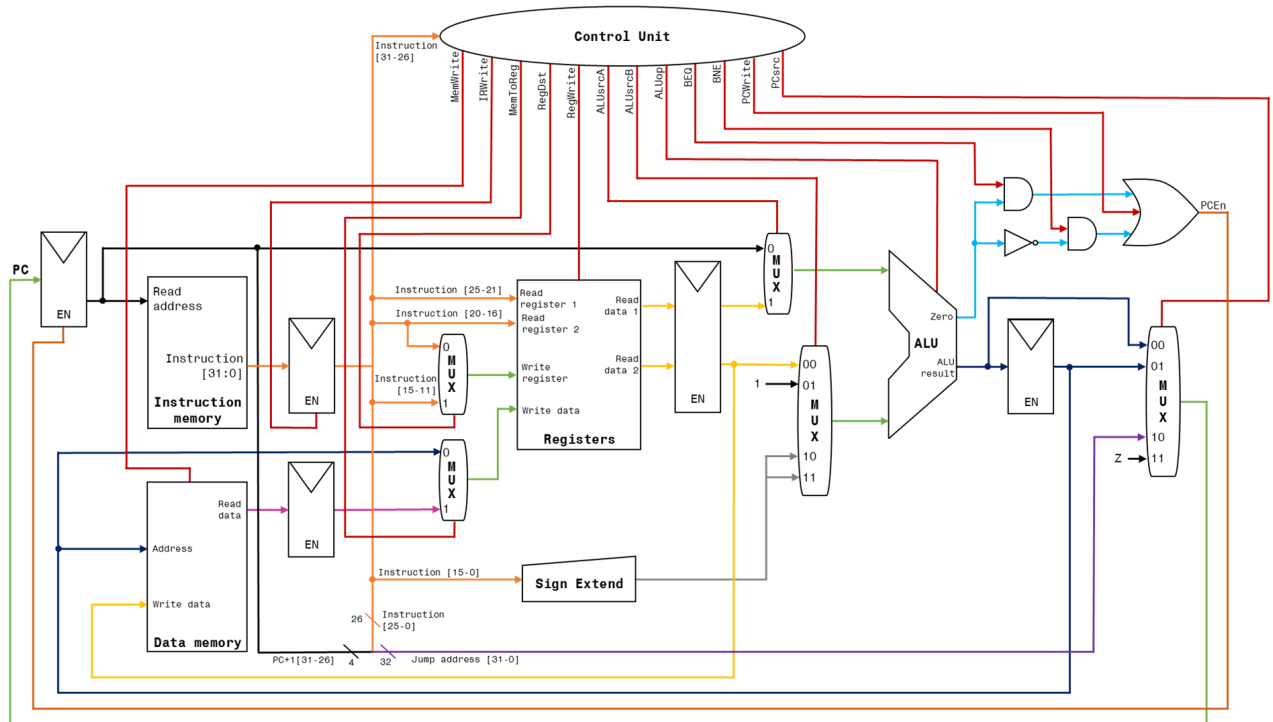 Control Unit
Instruction
[31-26]
MemWrite
IRWrite
MemToReg
RegDst
RegWrite
ALUsrcA
ALUsrcB
ALUop
BEQ
BNE
PCWrite
PCsrc
PCEn
PC
EN
Read
address
Instruction
[31:0]
Instruction
memory
EN
Instruction [25-21]
Instruction [20-16]
Instruction
[15-11]
0
MUX
1
Read
register 1
Read
register 2
Write
register
Write data
Read
data 1
Read
data 2
Registers
EN
0
MUX
1
00
1
01
MUX
10
11
Zero
ALU
ALU
result
EN
00
01
MUX
10
Z
11
0
MUX
1
Read
data
Address
Write data
Data memory
EN
Instruction [15-0]
Sign Extend
26
Instruction
[25-0]
PC+1[31-26]
4
32
Jump address [31-0]